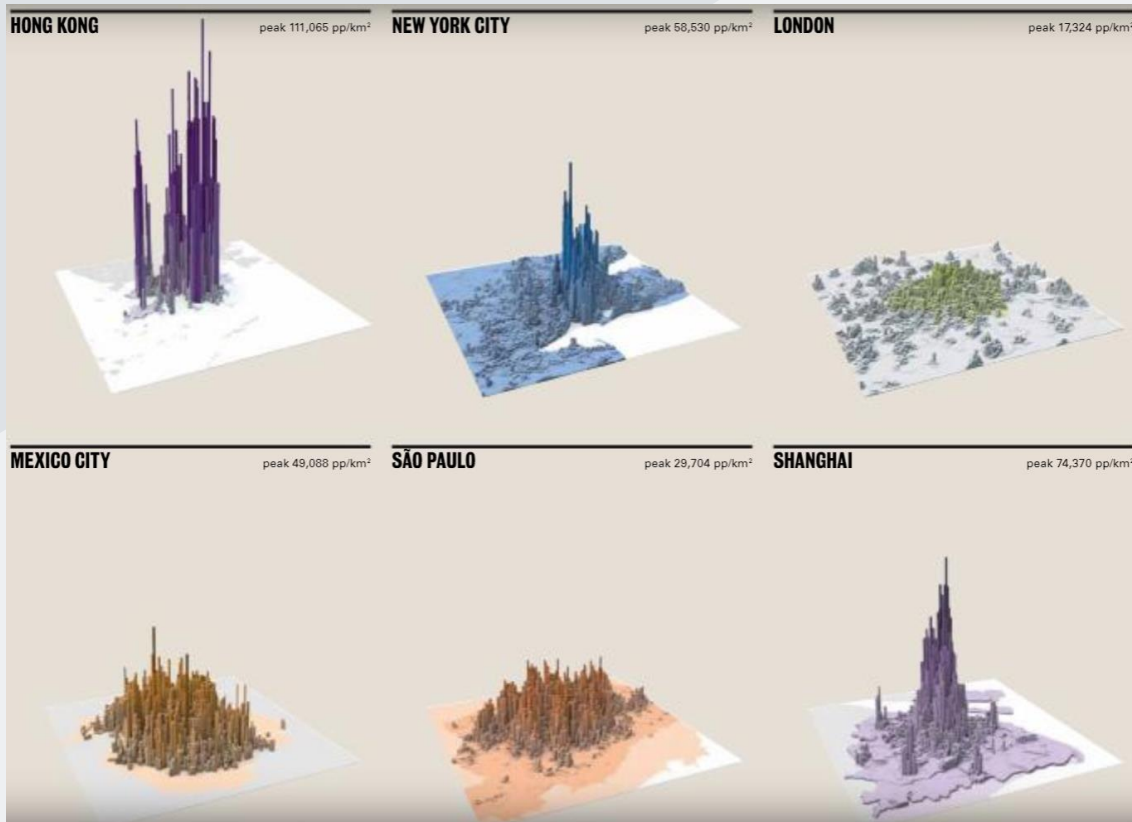 HONG KONG
peak 111,065 pp/km²
NEW YORK CITY
peak 58,530 pp/km²
LONDON
peak 17,324 pp/km²
MEXICO CITY
peak 49,088 pp/km²
SÃO PAULO
peak 29,704 pp/km²
SHANGHAI
peak 74,370 pp/km²